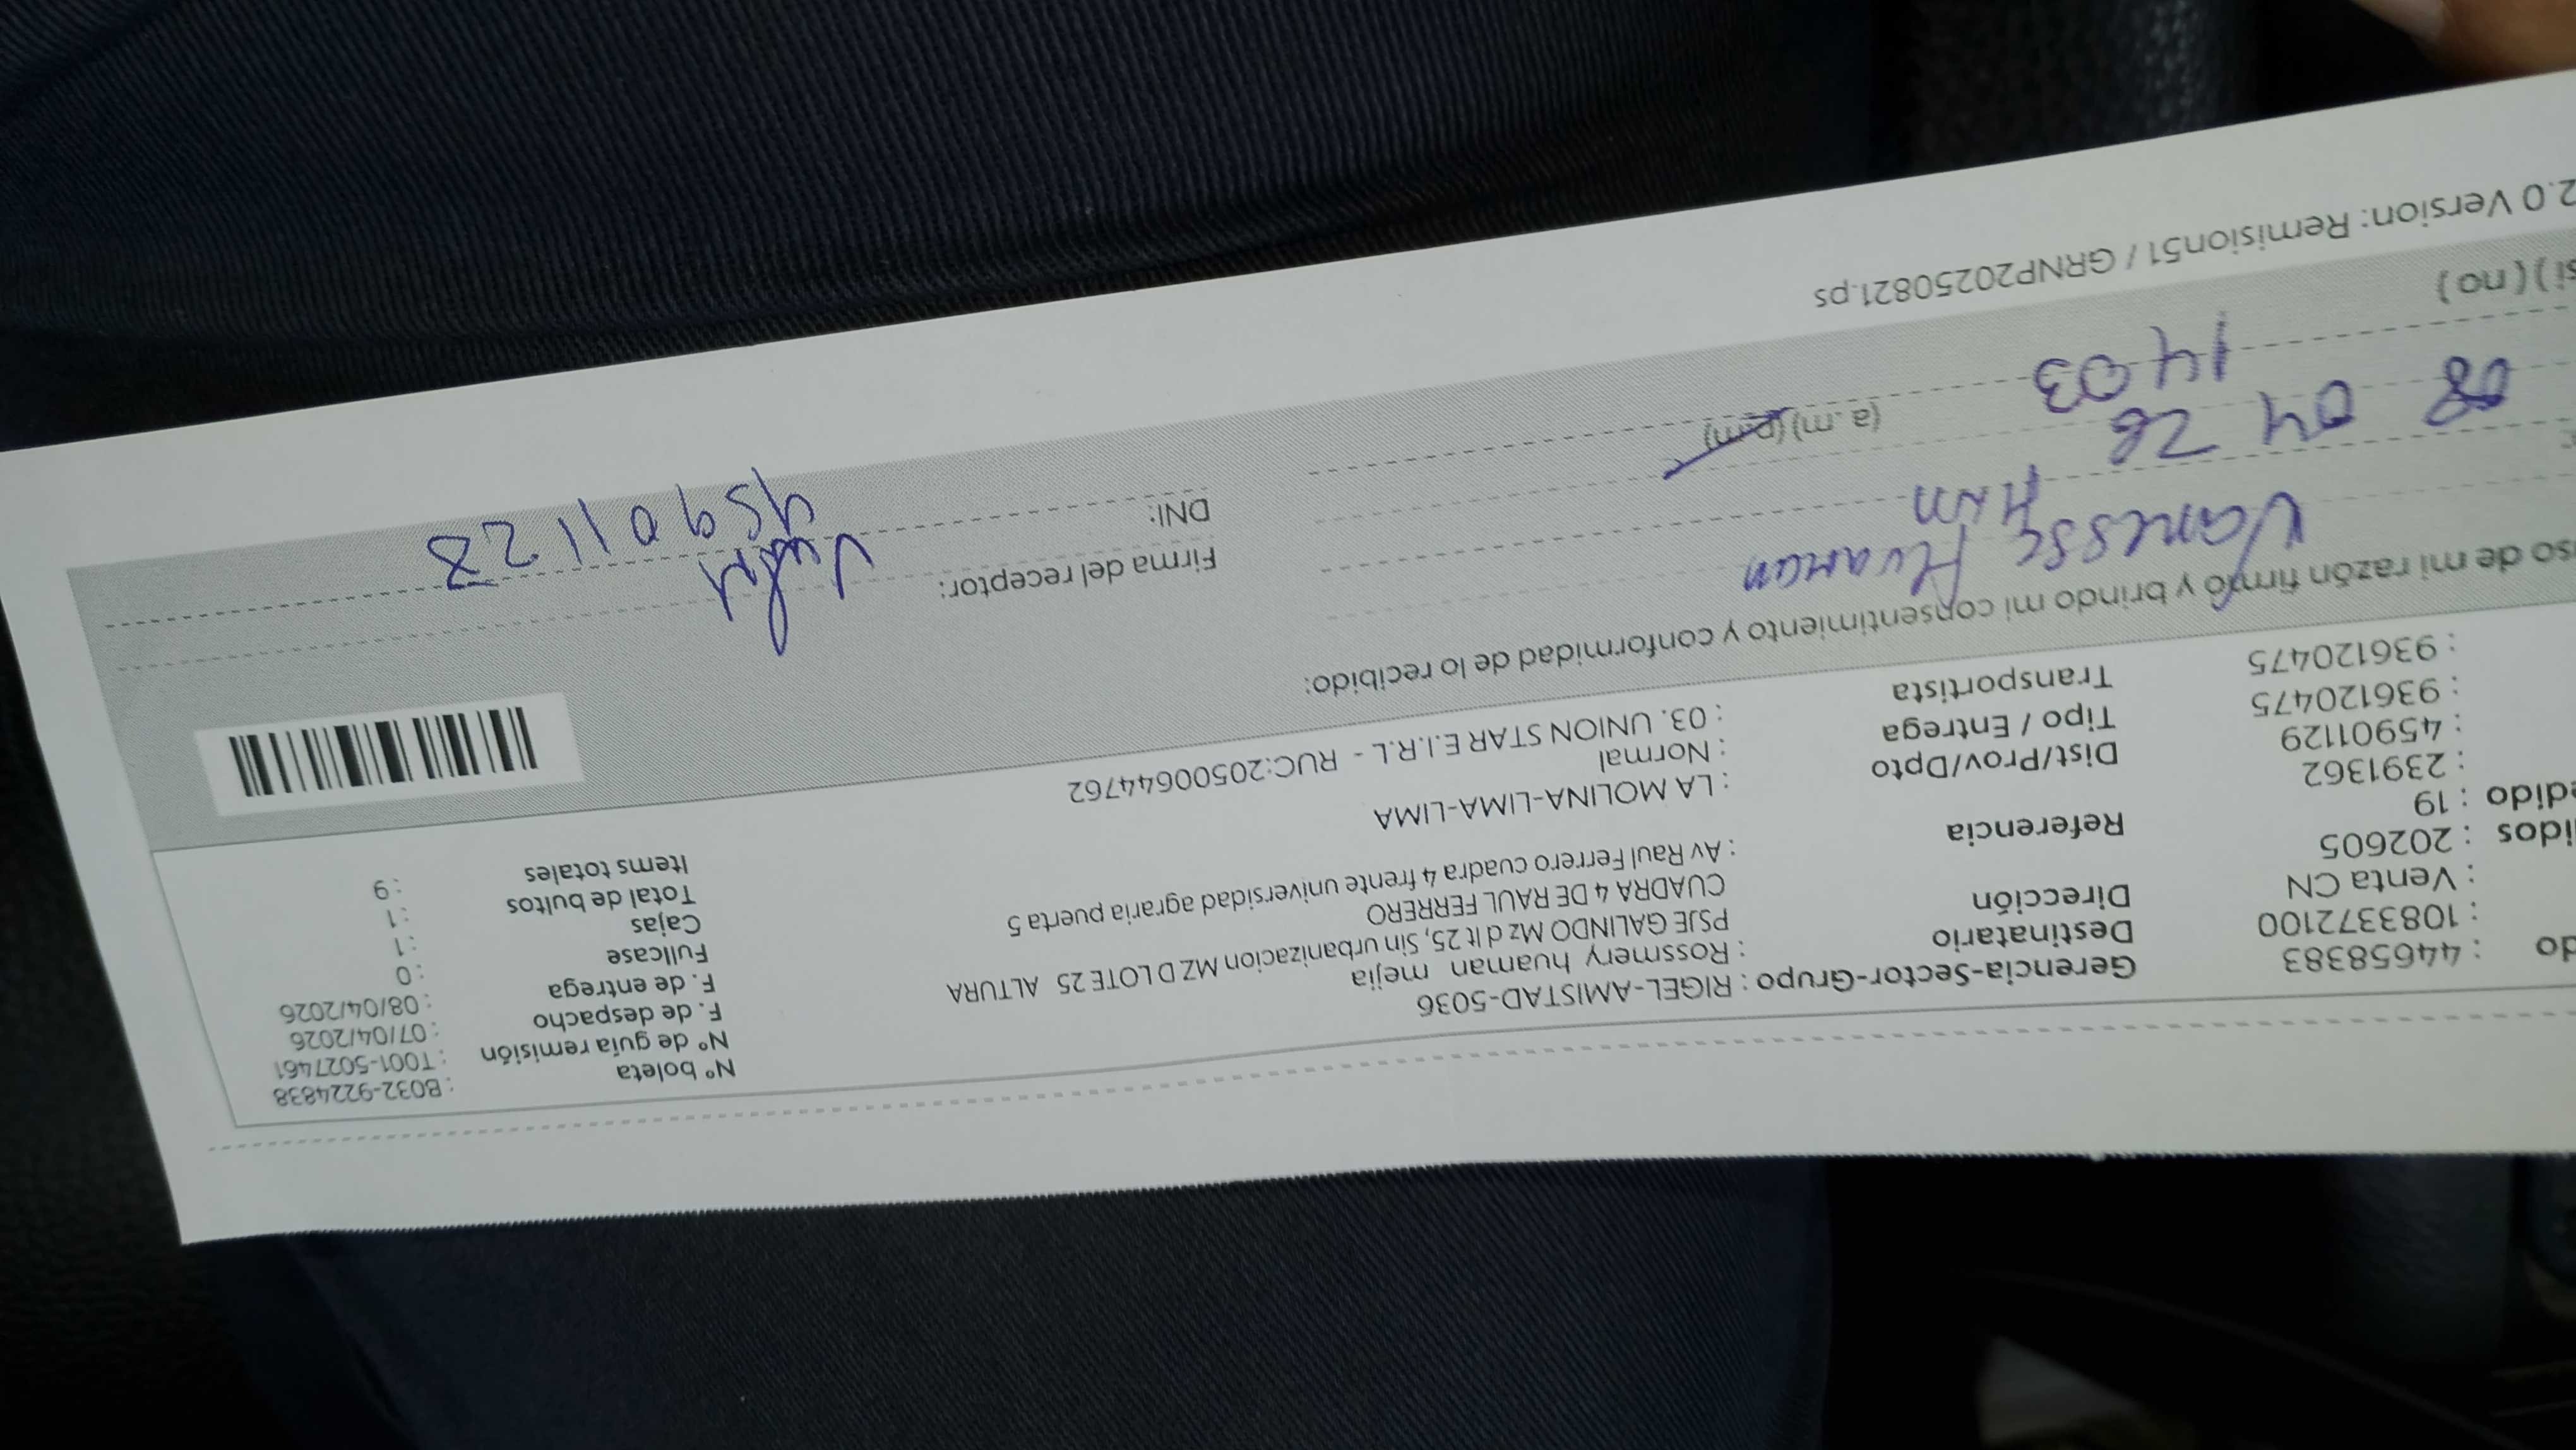 do : 44658383
: 1083372100
: Venta CN
idos : 202605
edido : 19
: 2391362
: 45901129
: 936120475
: 936120475
Gerencia-Sector-Grupo : RIGEL-AMISTAD-5036
Destinatario : Rossmery huaman mejia
Dirección PSJE GALINDO Mz d lt 25, Sin urbanizacion MZ D LOTE 25 ALTURA
CUADRA 4 DE RAUL FERRERO
Referencia : Av Raul Ferrero cuadra 4 frente universidad agraria puerta 5
Dist/Prov/Dpto : LA MOLINA-LIMA-LIMA
Tipo / Entrega : Normal
Transportista : 03. UNION STAR E.I.R.L - RUC:20500644762
N° boleta : B032-9224838
N° de guía remisión : T001-5027461
F. de despacho : 07/04/2026
F. de entrega : 08/04/2026
Fullcase : 0
Cajas : 1
Total de bultos : 1
Items totales : 9
so de mi razón firmo y brindo mi consentimiento y conformidad de lo recibido:
Vanessa Huaman
08 04 26
1403 (a.m) (p.m)
si ) ( no )
Firma del receptor:
DNI:
2.0 Version: Remision51 / GRNP20250821.ps